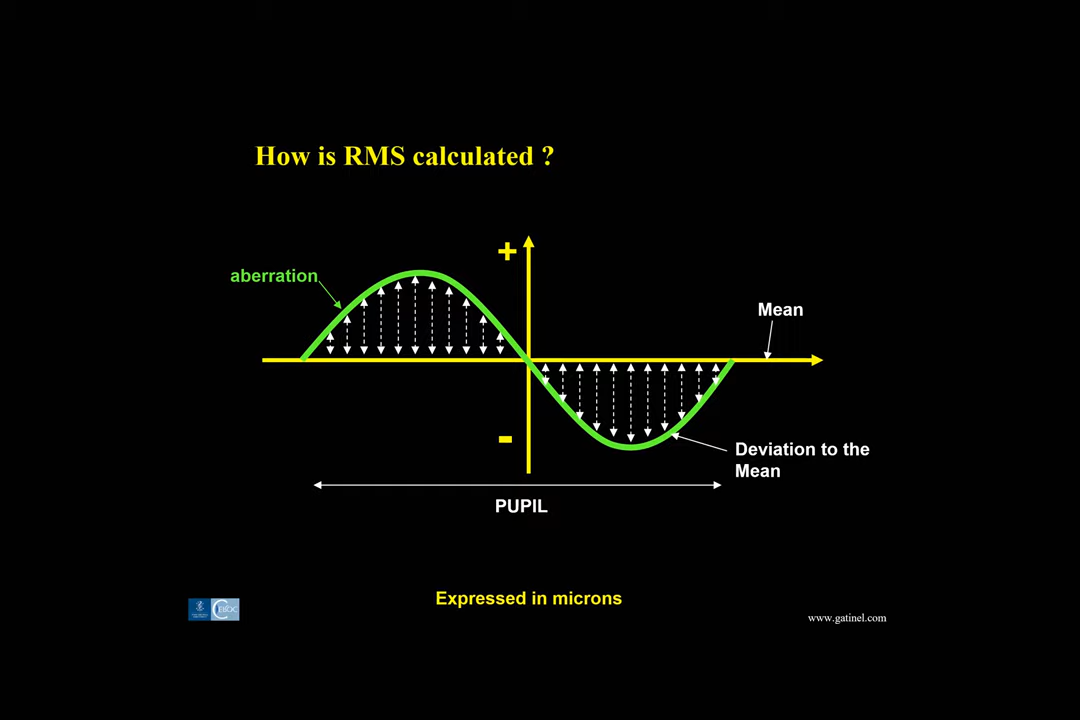 How is RMS calculated ?
+
aberration
Mean
-
Deviation to the
Mean
PUPIL
Expressed in microns
www.gatinel.com